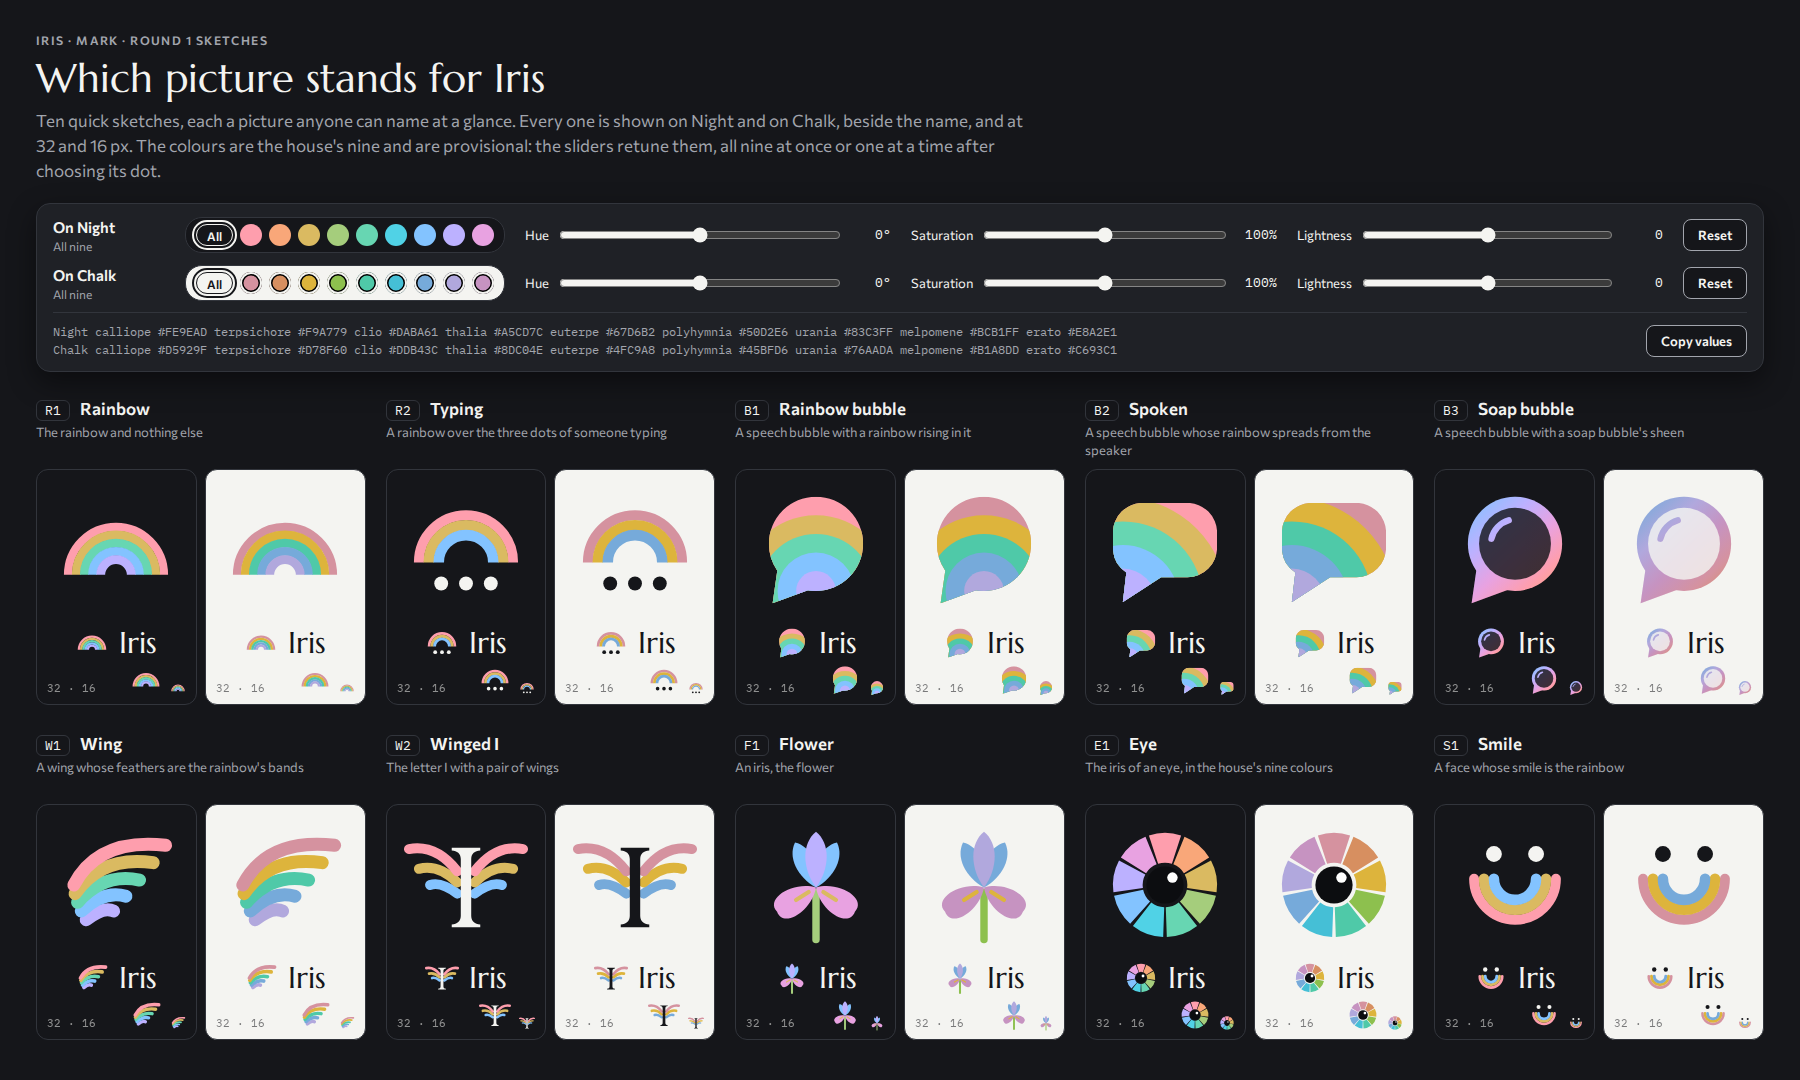 IRIS · MARK · ROUND 1 SKETCHES
Which picture stands for Iris
Ten quick sketches, each a picture anyone can name at a glance. Every one is shown on Night and on Chalk, beside the name, and at
32 and 16 px. The colours are the house's nine and are provisional: the sliders retune them, all nine at once or one at a time after
choosing its dot.
On Night
All nine
All
Hue 0° Saturation 100% Lightness 0 Reset
On Chalk
All nine
All
Hue 0° Saturation 100% Lightness 0 Reset
Night calliope #FE9EAD terpsichore #F9A779 clio #DABA61 thalia #A5CD7C euterpe #67D6B2 polyhymnia #50D2E6 urania #83C3FF melpomene #BCB1FF erato #E8A2E1
Chalk calliope #D5929F terpsichore #D78F60 clio #DDB43C thalia #8DC04E euterpe #4FC9A8 polyhymnia #45BFD6 urania #76AADA melpomene #B1A8DD erato #C693C1
Copy values
R1 Rainbow
The rainbow and nothing else
Iris
32 · 16
Iris
32 · 16
R2 Typing
A rainbow over the three dots of someone typing
Iris
32 · 16
Iris
32 · 16
B1 Rainbow bubble
A speech bubble with a rainbow rising in it
Iris
32 · 16
Iris
32 · 16
B2 Spoken
A speech bubble whose rainbow spreads from the
speaker
Iris
32 · 16
Iris
32 · 16
B3 Soap bubble
A speech bubble with a soap bubble's sheen
Iris
32 · 16
Iris
32 · 16
W1 Wing
A wing whose feathers are the rainbow's bands
Iris
32 · 16
Iris
32 · 16
W2 Winged I
The letter I with a pair of wings
I
Iris
32 · 16
I
Iris
32 · 16
F1 Flower
An iris, the flower
Iris
32 · 16
Iris
32 · 16
E1 Eye
The iris of an eye, in the house's nine colours
Iris
32 · 16
Iris
32 · 16
S1 Smile
A face whose smile is the rainbow
Iris
32 · 16
Iris
32 · 16